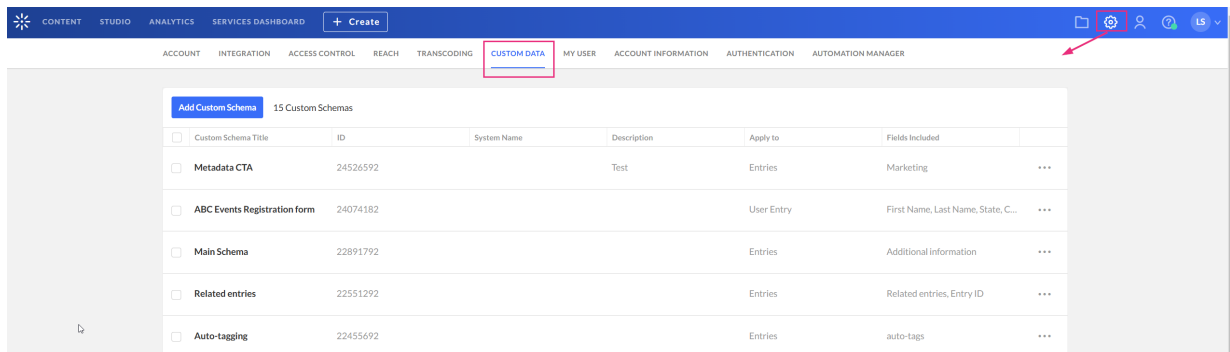 CONTENT STUDIO ANALYTICS SERVICES DASHBOARD + Create LS
ACCOUNT INTEGRATION ACCESS CONTROL REACH TRANSCODING CUSTOM DATA MY USER ACCOUNT INFORMATION AUTHENTICATION AUTOMATION MANAGER
Add Custom Schema 15 Custom Schemas
Custom Schema Title ID System Name Description Apply to Fields Included
Metadata CTA 24526592 Test Entries Marketing
ABC Events Registration form 24074182 User Entry First Name, Last Name, State, C...
Main Schema 22891792 Entries Additional information
Related entries 22551292 Entries Related entries, Entry ID
Auto-tagging 22455692 Entries auto-tags